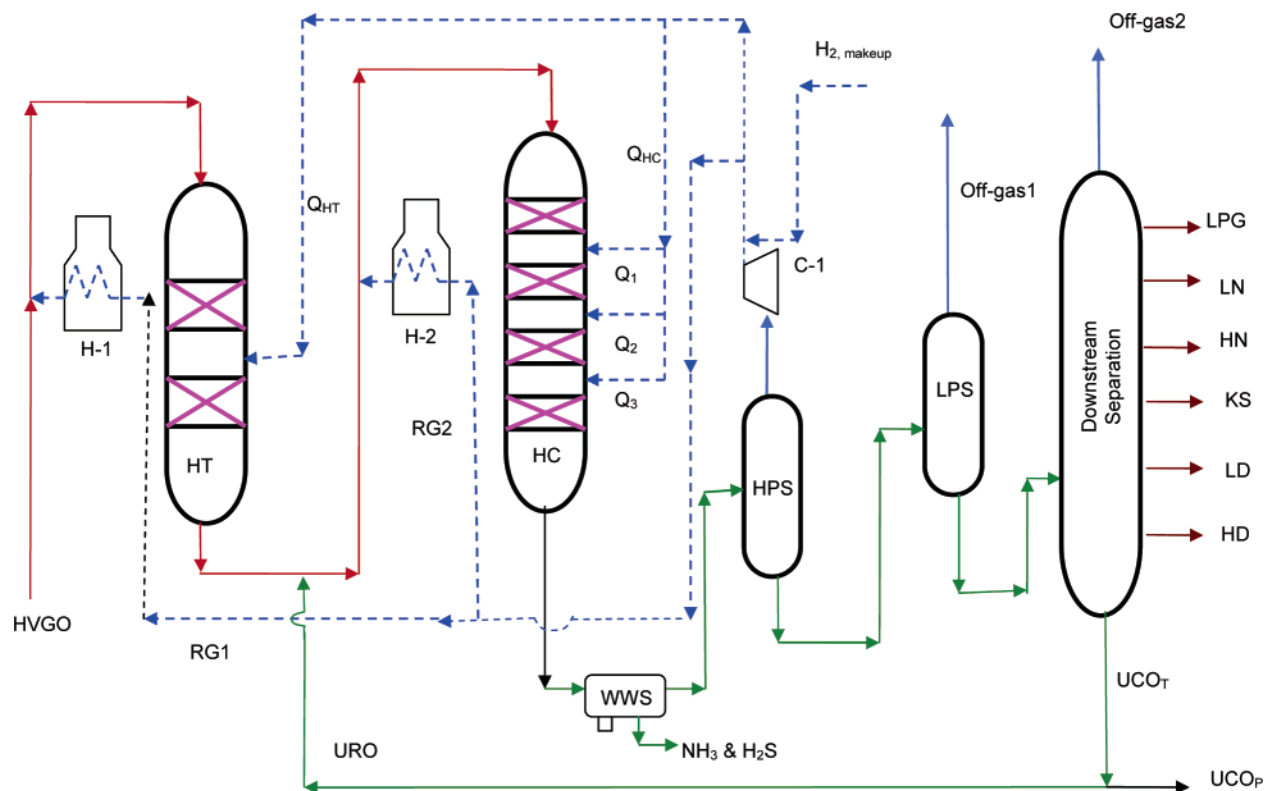 Off-gas2
H2, makeup
QHC
QHT
Off-gas1
LPG
C-1
Q1
LN
H-1
H-2
Q2
HN
LPS
Downstream
Separation
Q3
KS
RG2
HT
HC
HPS
LD
HD
HVGO
RG1
WWS
UCOT
URO
NH3 & H2S
UCOP